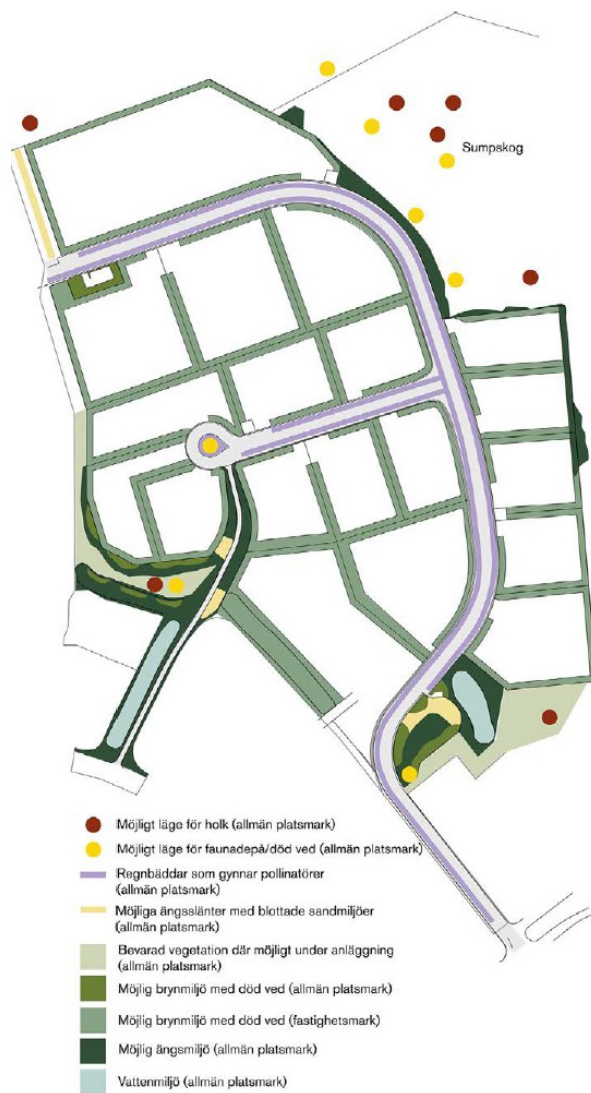 Sumpskog
Möjligt läge för holk (allmän platsmark)
Möjligt läge för faunadepå/död ved (allmän platsmark)
Regnbäddar som gynnar pollinatörer
(allmän platsmark)
Möjliga ängsslänter med blottade sandmiljöer
(allmän platsmark)
Bevarad vegetation där möjligt under anläggning
(allmän platsmark)
Möjlig brynmiljö med död ved (allmän platsmark)
Möjlig brynmiljö med död ved (fastighetsmark)
Möjlig ängsmiljö (allmän platsmark)
Vattenmiljö (allmän platsmark)